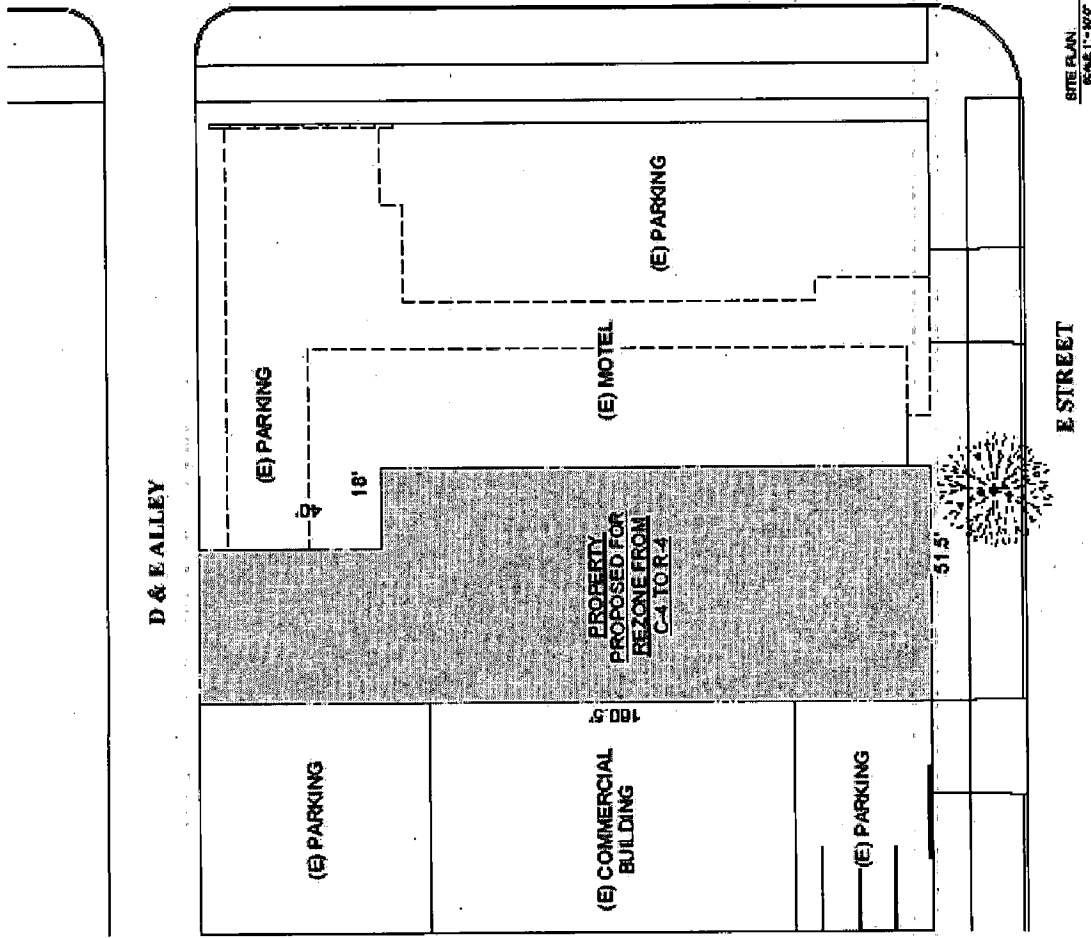 D & E ALLEY
(E) PARKING
(E) PARKING
40'
18'
(E) MOTEL
(E) PARKING
PROPERTY
PROPOSED FOR
REZONE FROM
C-4 TO R-4
160.5'
51.5'
(E) COMMERCIAL
BUILDING
(E) PARKING
E STREET
SITE PLAN